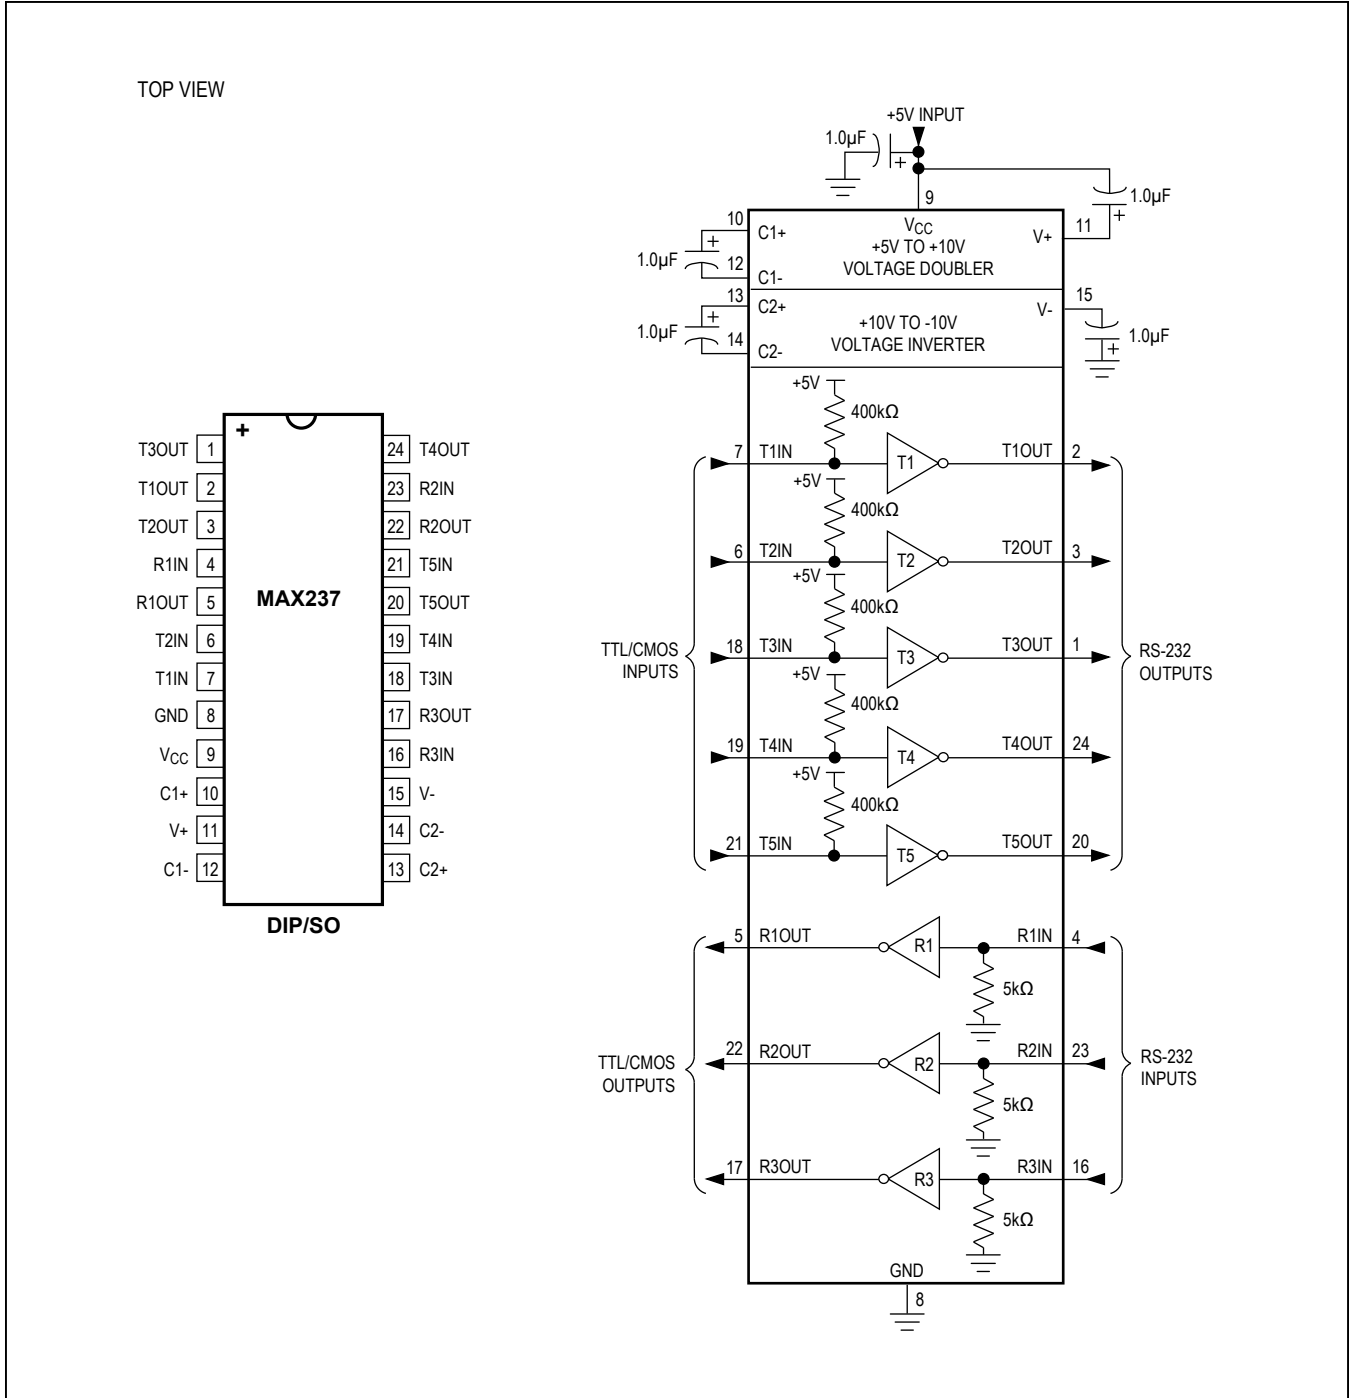 TOP VIEW
T3OUT 1
T1OUT 2
T2OUT 3
R1IN 4
R1OUT 5
T2IN 6
T1IN 7
GND 8
VCC 9
C1+ 10
V+ 11
C1- 12
+
MAX237
24 T4OUT
23 R2IN
22 R2OUT
21 T5IN
20 T5OUT
19 T4IN
18 T3IN
17 R3OUT
16 R3IN
15 V-
14 C2-
13 C2+
DIP/SO
+5V INPUT
1.0µF
+
9
1.0µF
+
10 C1+
1.0µF
+
12 C1-
VCC
+5V TO +10V
VOLTAGE DOUBLER
V+ 11
13 C2+
1.0µF
+
14 C2-
+10V TO -10V
VOLTAGE INVERTER
V- 15
1.0µF
+
+5V
400kΩ
7 T1IN T1 T1OUT 2
+5V
400kΩ
6 T2IN T2 T2OUT 3
+5V
400kΩ
18 T3IN T3 T3OUT 1
+5V
400kΩ
19 T4IN T4 T4OUT 24
+5V
400kΩ
21 T5IN T5 T5OUT 20
TTL/CMOS
INPUTS
RS-232
OUTPUTS
5 R1OUT R1 R1IN 4
5kΩ
22 R2OUT R2 R2IN 23
5kΩ
17 R3OUT R3 R3IN 16
5kΩ
TTL/CMOS
OUTPUTS
RS-232
INPUTS
GND
8